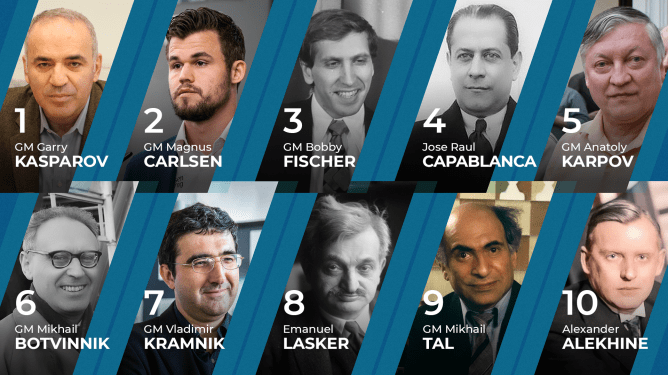 1
GM Garry
KASPAROV
2
GM Magnus
CARLSEN
3
GM Bobby
FISCHER
4
Jose Raul
CAPABLANCA
5
GM Anatoly
KARPOV
6
GM Mikhail
BOTVINNIK
7
GM Vladimir
KRAMNIK
8
Emanuel
LASKER
9
GM Mikhail
TAL
10
Alexander
ALEKHINE